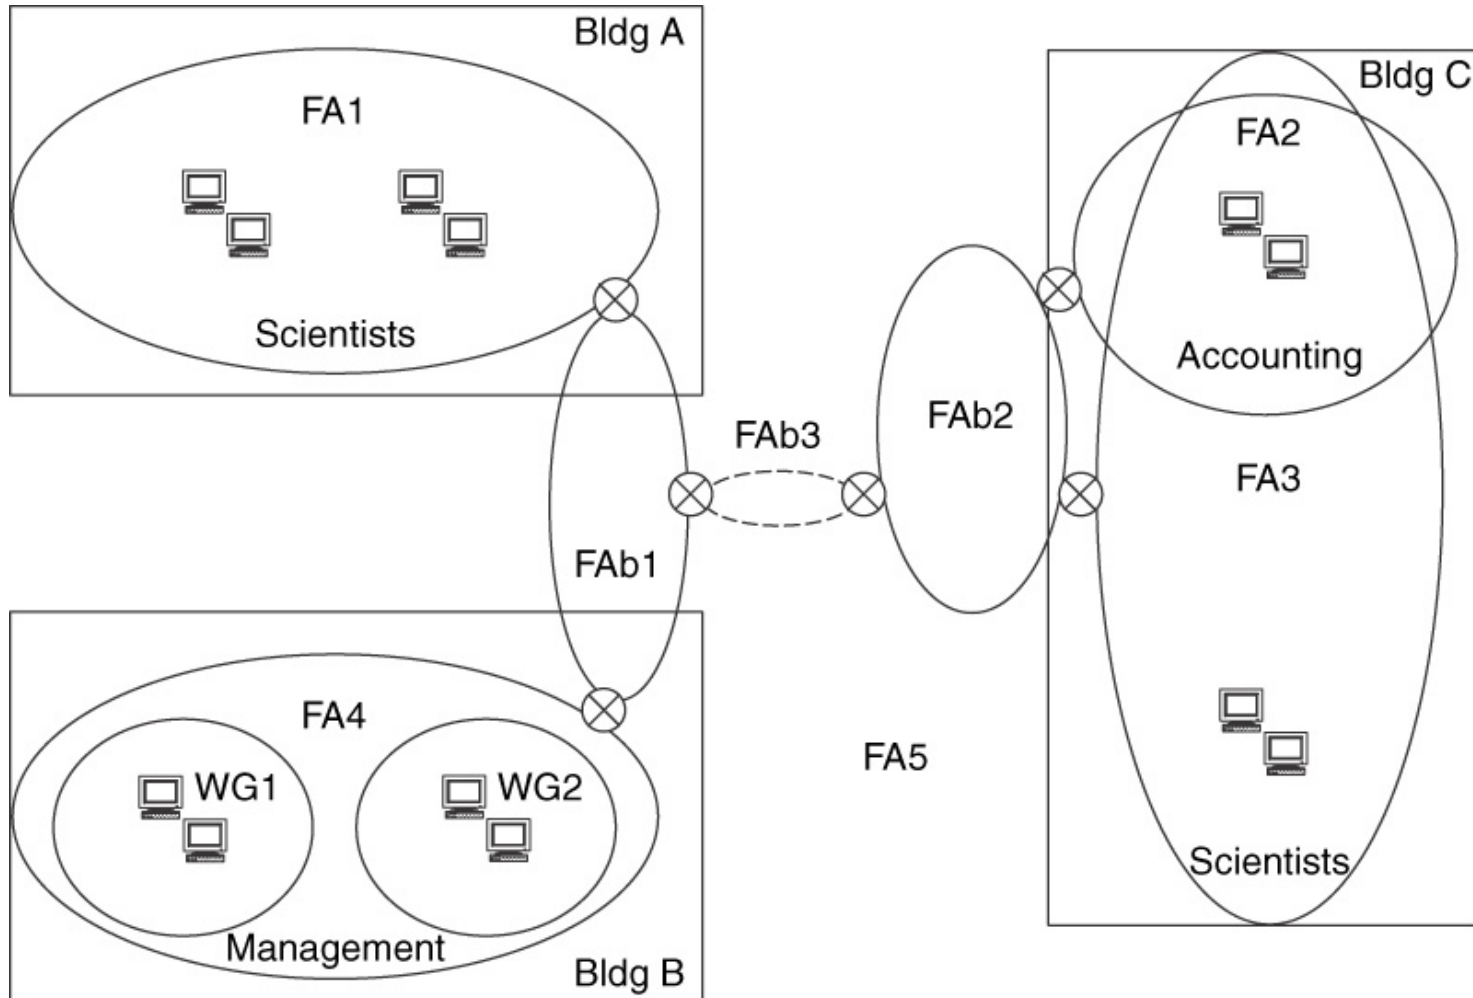 Bldg A
FA1
Scientists
Bldg C
FA2
Accounting
FAb3
FAb2
FA3
FAb1
FA4
WG1
WG2
Management
Bldg B
FA5
Scientists